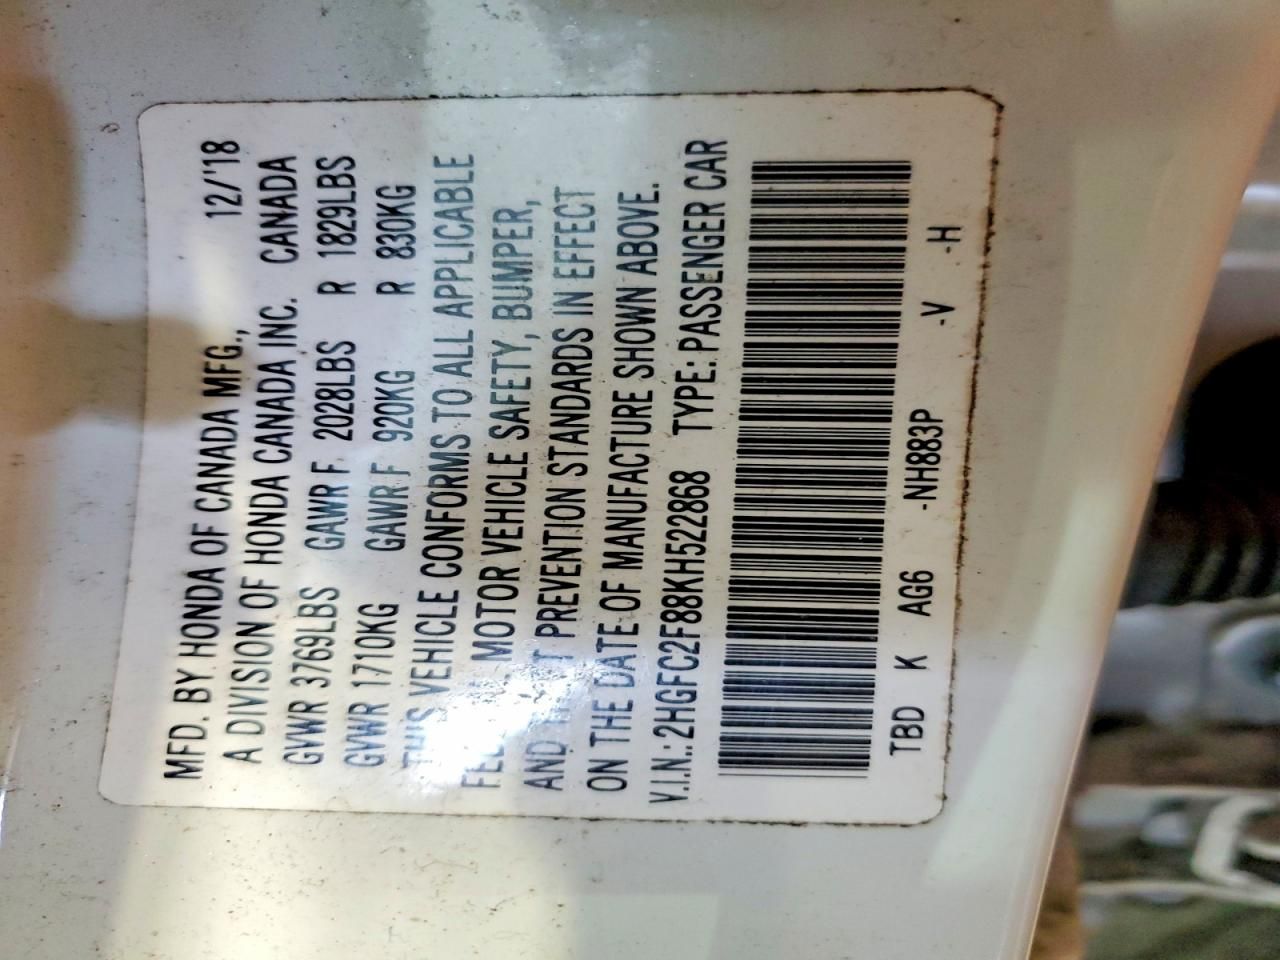 MFD. BY HONDA OF CANADA MFG., 12/'18
A DIVISION OF HONDA CANADA INC. CANADA
GVWR 3769LBS GAWR F 2028LBS R 1829LBS
GVWR 1710KG GAWR F 920KG R 830KG
THIS VEHICLE CONFORMS TO ALL APPLICABLE
MOTOR VEHICLE SAFETY, BUMPER,
AND PREVENTION STANDARDS IN EFFECT
ON THE DATE OF MANUFACTURE SHOWN ABOVE.
V.I.N.: 2HGFC2F88KH522868 TYPE: PASSENGER CAR
TBD K AG6 -NH883P -V -H